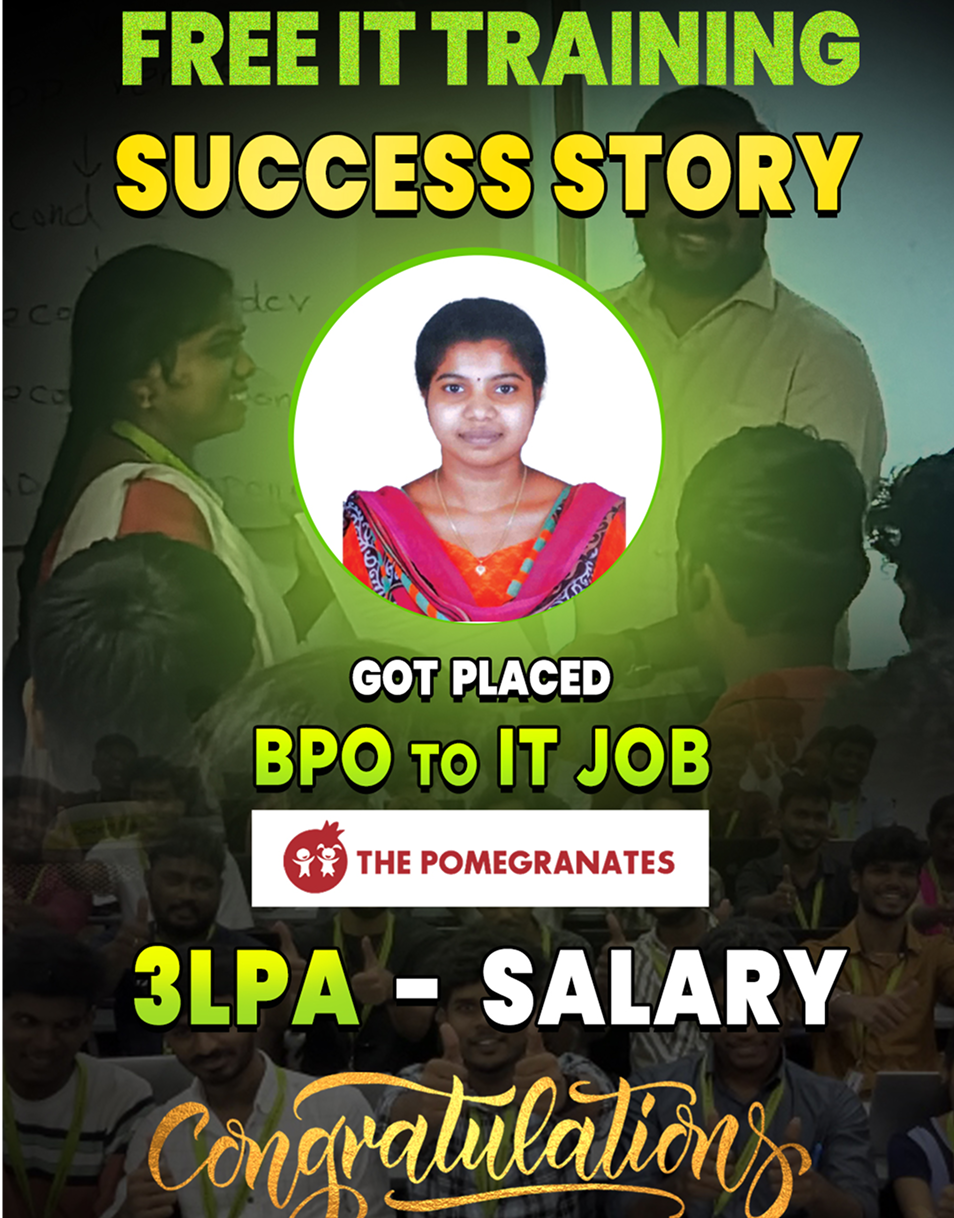 FREE IT TRAINING
SUCCESS STORY
GOT PLACED
BPO TO IT JOB
THE POMEGRANATES
3LPA - SALARY
Congratulations